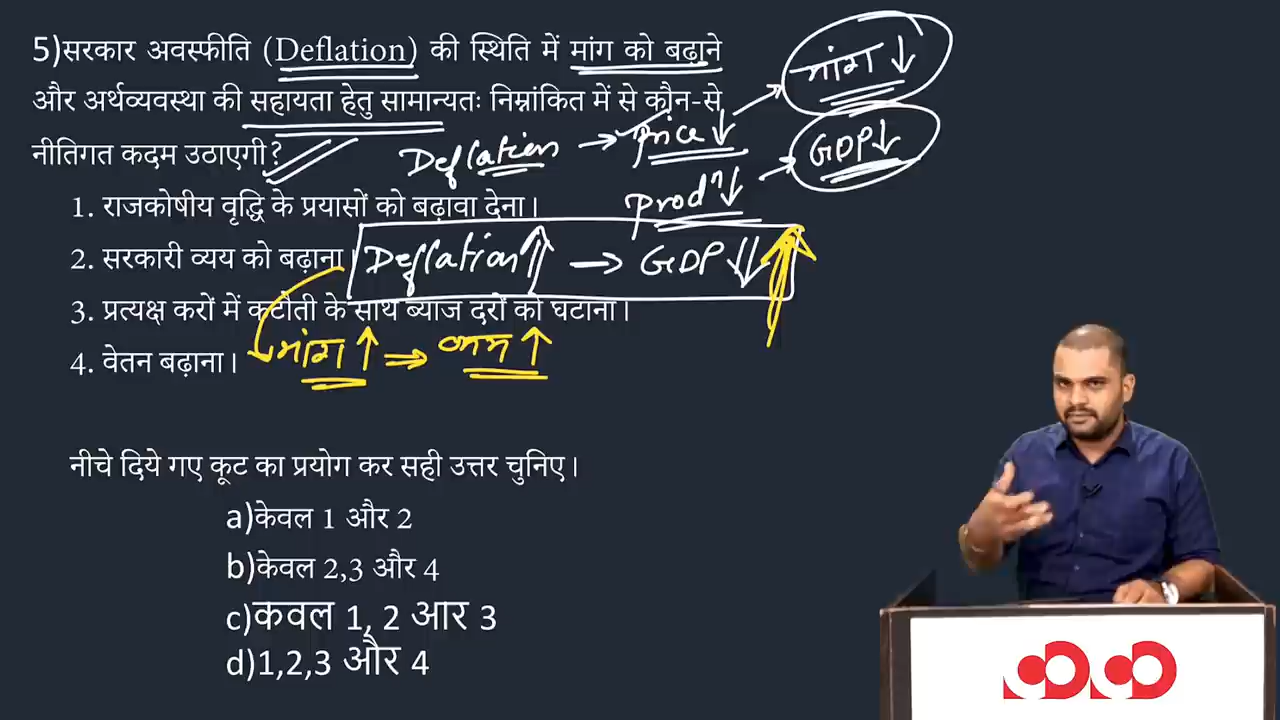 5)सरकार अवस्फीति (Deflation) की स्थिति में मांग को बढ़ाने
और अर्थव्यवस्था की सहायता हेतु सामान्यतः निम्नांकित में से कौन-से
नीतिगत कदम उठाएगी?
Deflation → Price ↓ → मांग ↓
Prodⁿ ↓ → GDP ↓
1. राजकोषीय वृद्धि के प्रयासों को बढ़ावा देना।
2. सरकारी व्यय को बढ़ाना।
Deflation ⇑ → GDP ↓↓
3. प्रत्यक्ष करों में कटौती के साथ ब्याज दरों को घटाना।
4. वेतन बढ़ाना।
मांग ↑ ⇒ ↑
नीचे दिये गए कूट का प्रयोग कर सही उत्तर चुनिए।
a)केवल 1 और 2
b)केवल 2,3 और 4
c)कवल 1, 2 आर 3
d)1,2,3 और 4